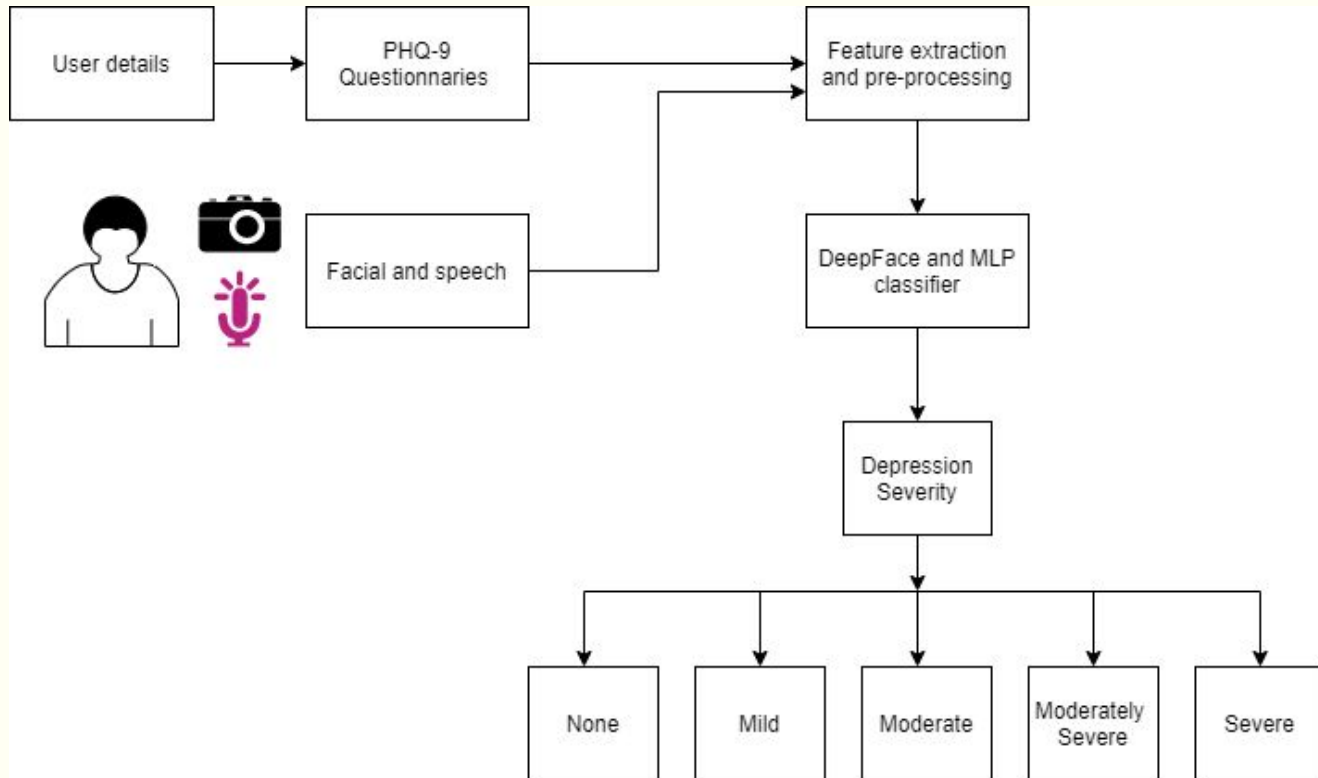 User details
PHQ-9
Questionnaries
Feature extraction
and pre-processing
Facial and speech
DeepFace and MLP
classifier
Depression
Severity
None
Mild
Moderate
Moderately
Severe
Severe